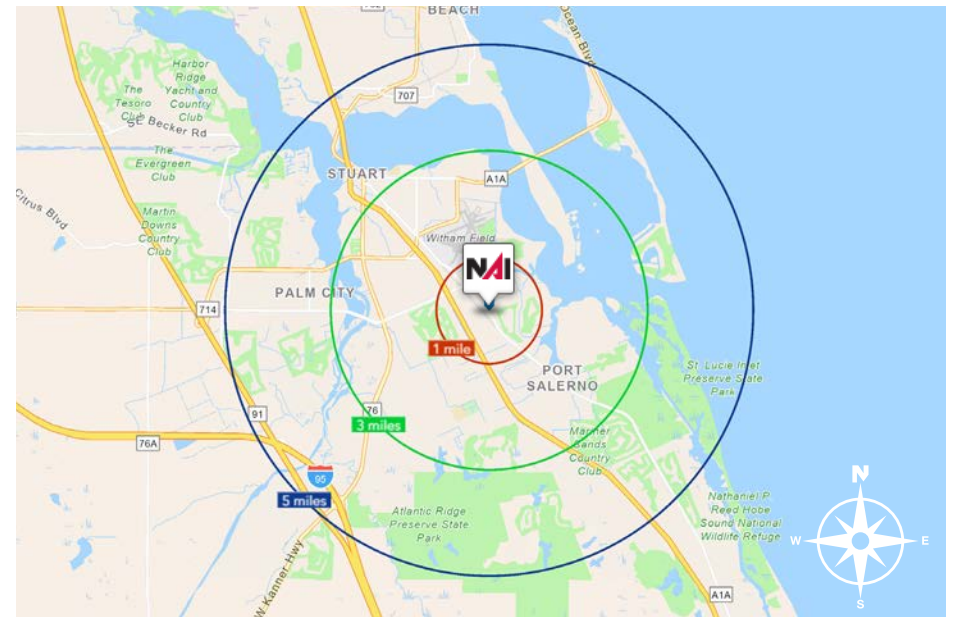 BEACH
Ocean Blvd
707
Harbor
Ridge
Yacht and
Country
Club
The
Tesoro
Club
SE Becker Rd
The
Evergreen
Club
STUART
A1A
Citrus Blvd
Martin
Downs
Country
Club
Witham Field
NAI
PALM CITY
714
1 mile
PORT
SALERNO
St. Lucie Inlet
Preserve State
Park
91
76
3 miles
76A
Mariner
Sands
Country
Club
95
5 miles
Atlantic Ridge
Preserve State
Park
Nathaniel P.
Reed Hobe
Sound National
Wildlife Refuge
W Kanner Hwy
A1A
N
W
E
S